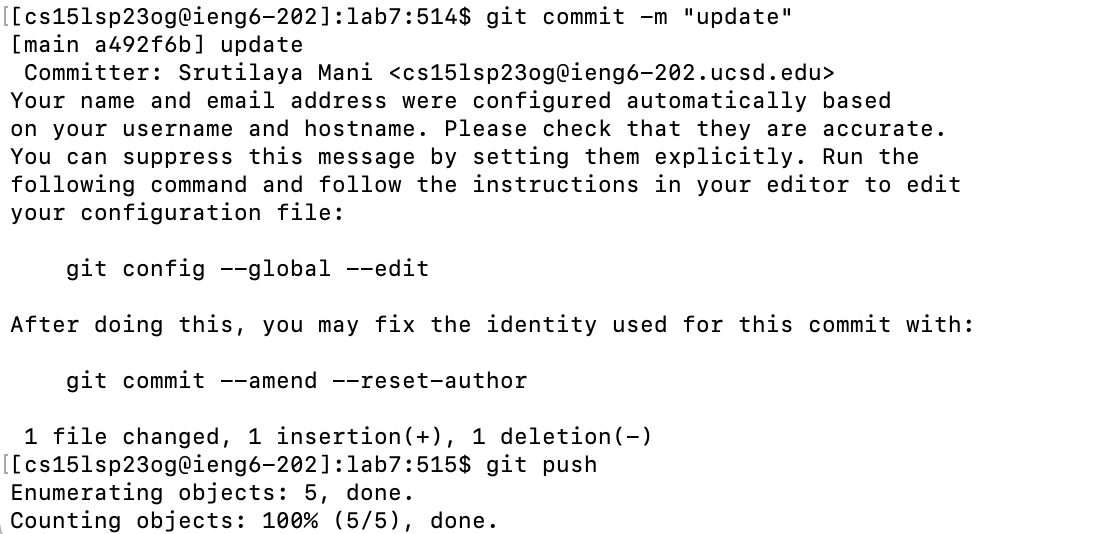 [[cs15lsp23og@ieng6-202]:lab7:514$ git commit -m "update"
[main a492f6b] update
 Committer: Srutilaya Mani <cs15lsp23og@ieng6-202.ucsd.edu>
Your name and email address were configured automatically based
on your username and hostname. Please check that they are accurate.
You can suppress this message by setting them explicitly. Run the
following command and follow the instructions in your editor to edit
your configuration file:

    git config --global --edit

After doing this, you may fix the identity used for this commit with:

    git commit --amend --reset-author

 1 file changed, 1 insertion(+), 1 deletion(-)
[[cs15lsp23og@ieng6-202]:lab7:515$ git push
Enumerating objects: 5, done.
Counting objects: 100% (5/5), done.